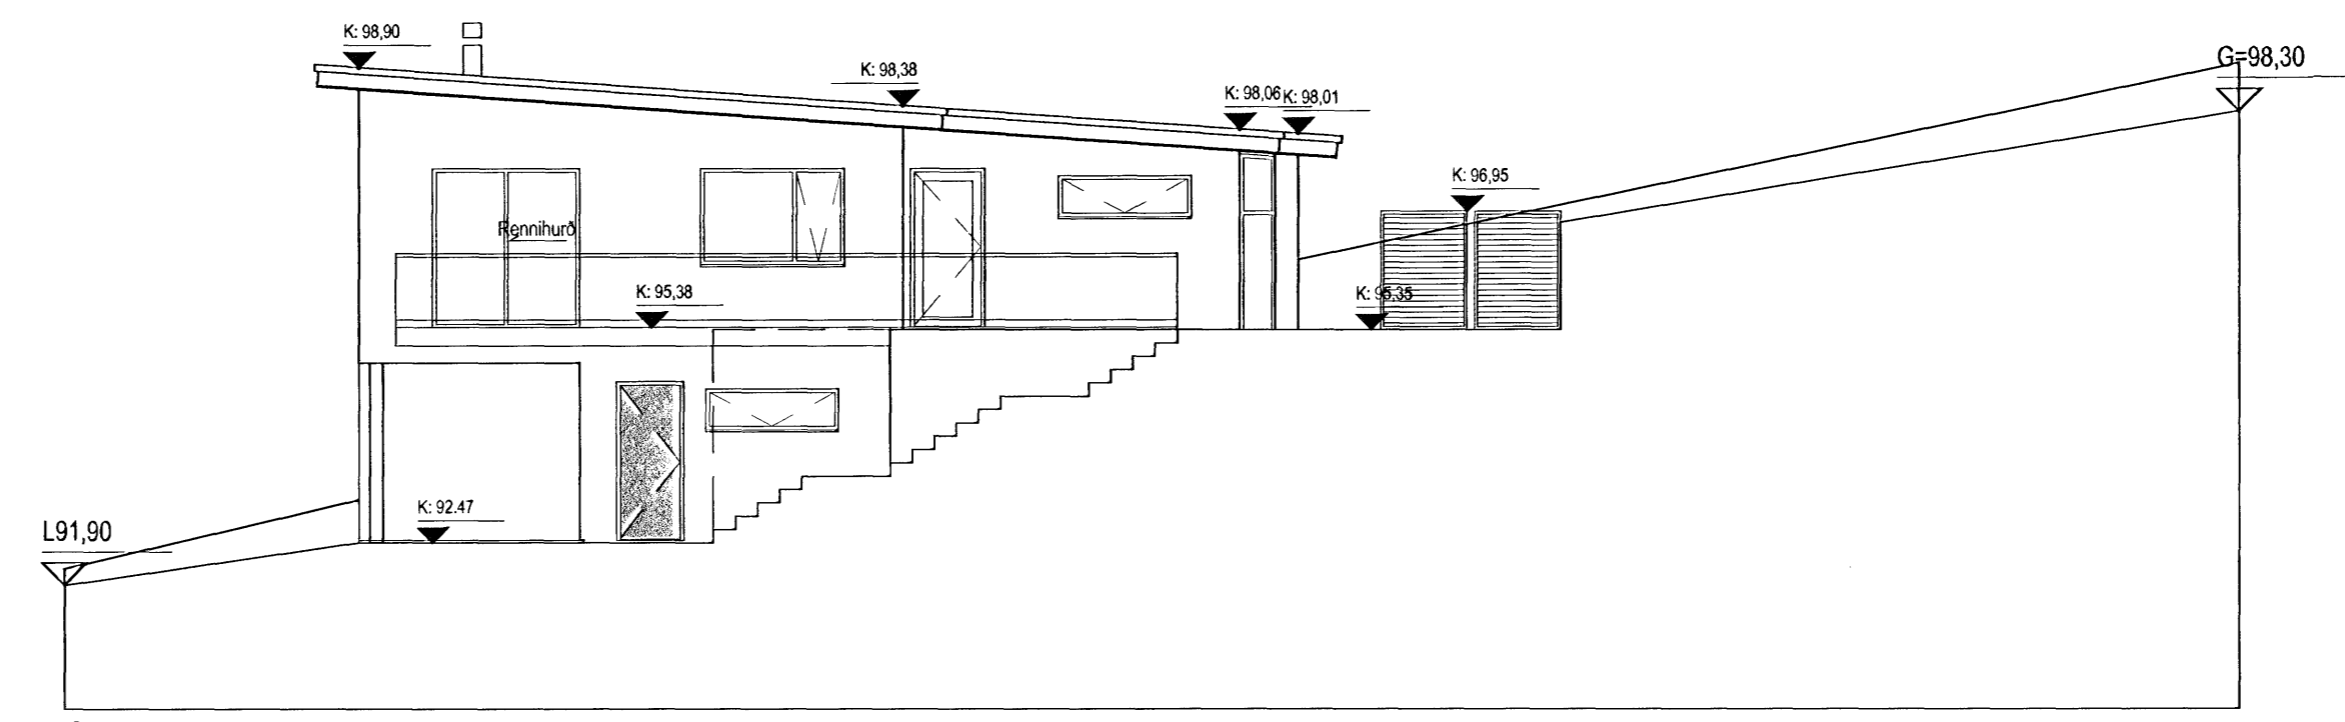 K: 98,90
K: 98,38
K: 98,06
K: 98,01
G=98,30
K: 96,95
Rennihurð
K: 95,38
K: 95,35
K: 92.47
L91,90